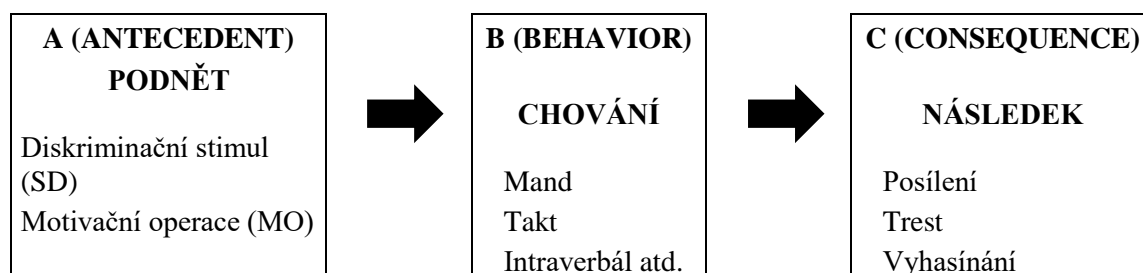 A (ANTECEDENT)
PODNĚT
Diskriminační stimul
(SD)
Motivační operace (MO)
B (BEHAVIOR)
CHOVÁNÍ
Mand
Takt
Intraverbál atd.
C (CONSEQUENCE)
NÁSLEDEK
Posílení
Trest
Vyhasínání